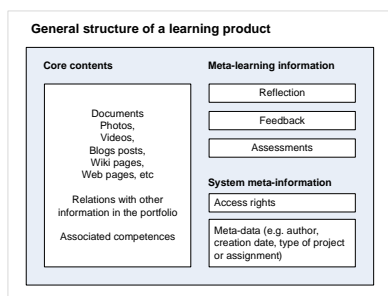 General structure of a learning product
Core contents
Documents
Photos,
Videos,
Blogs posts,
Wiki pages,
Web pages, etc
Relations with other
information in the portfolio
Associated competences
Meta-learning information
Reflection
Feedback
Assessments
System meta-information
Access rights
Meta-data (e.g. author,
creation date, type of project
or assignment)